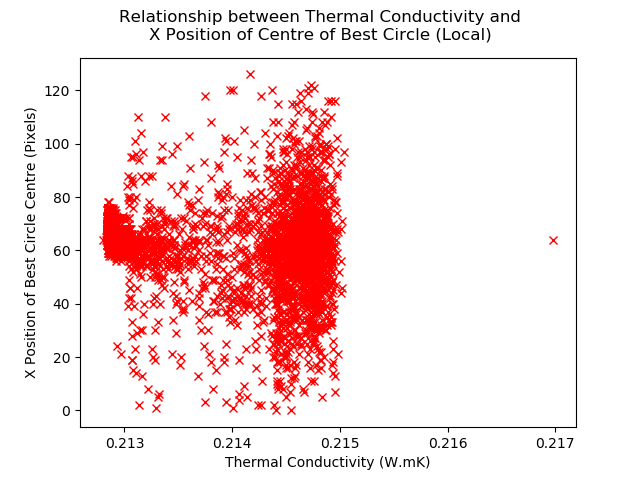 Relationship between Thermal Conductivity and
X Position of Centre of Best Circle (Local)
X Position of Best Circle Centre (Pixels)
120
100
80
60
40
20
0
0.213 0.214 0.215 0.216 0.217
Thermal Conductivity (W.mK)